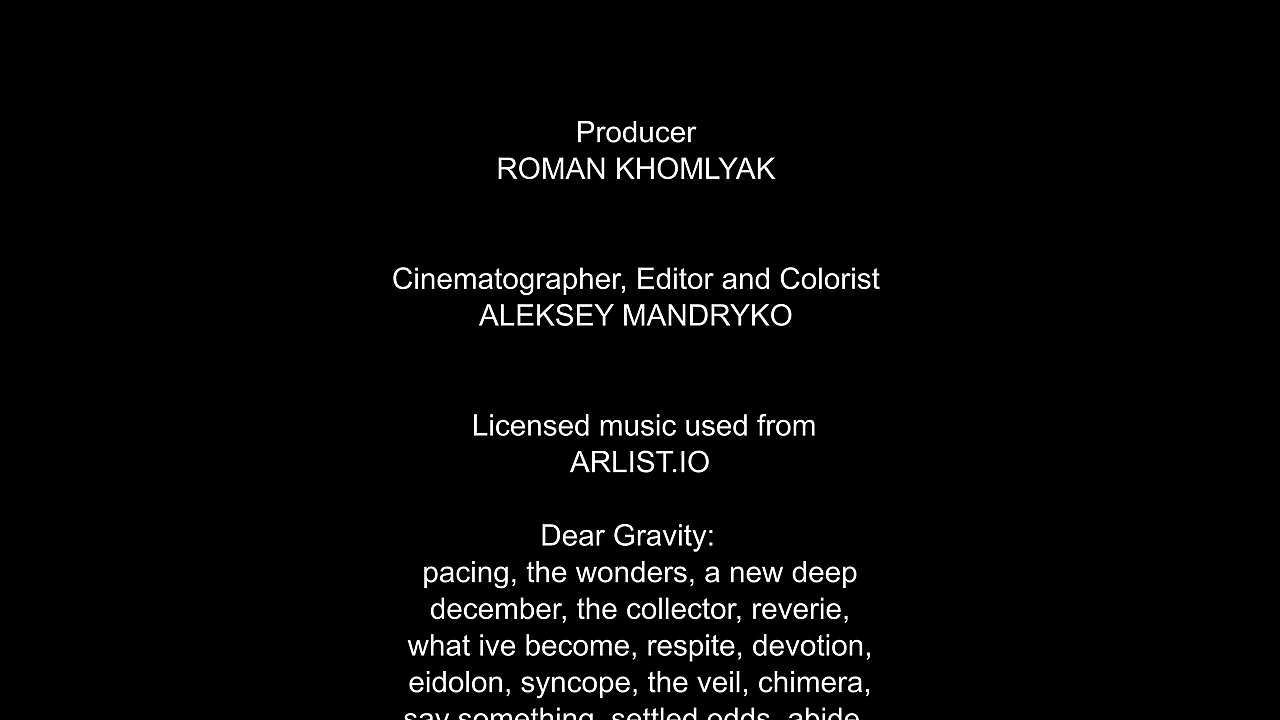 Producer
ROMAN KHOMLYAK
Cinematographer, Editor and Colorist
ALEKSEY MANDRYKO
Licensed music used from
ARLIST.IO
Dear Gravity:
pacing, the wonders, a new deep
december, the collector, reverie,
what ive become, respite, devotion,
eidolon, syncope, the veil, chimera,
say something, settled odds, abide